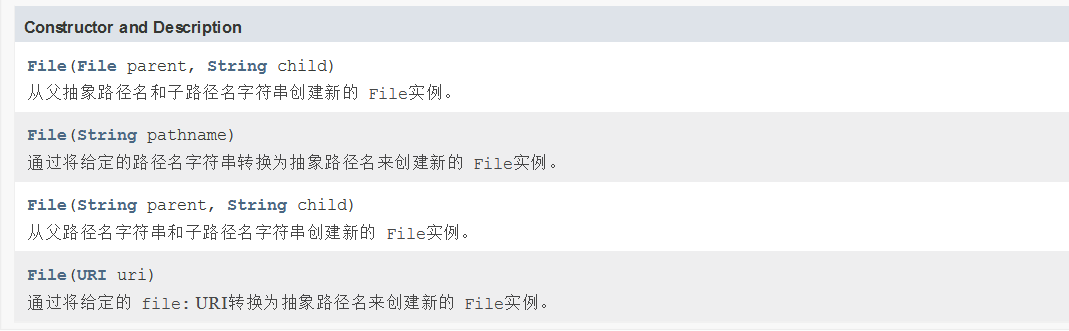 Constructor and Description
File(File parent, String child)
从父抽象路径名和子路径名字符串创建新的 File实例。
File(String pathname)
通过将给定的路径名字符串转换为抽象路径名来创建新的 File实例。
File(String parent, String child)
从父路径名字符串和子路径名字符串创建新的 File实例。
File(URI uri)
通过将给定的 file: URI转换为抽象路径名来创建新的 File实例。